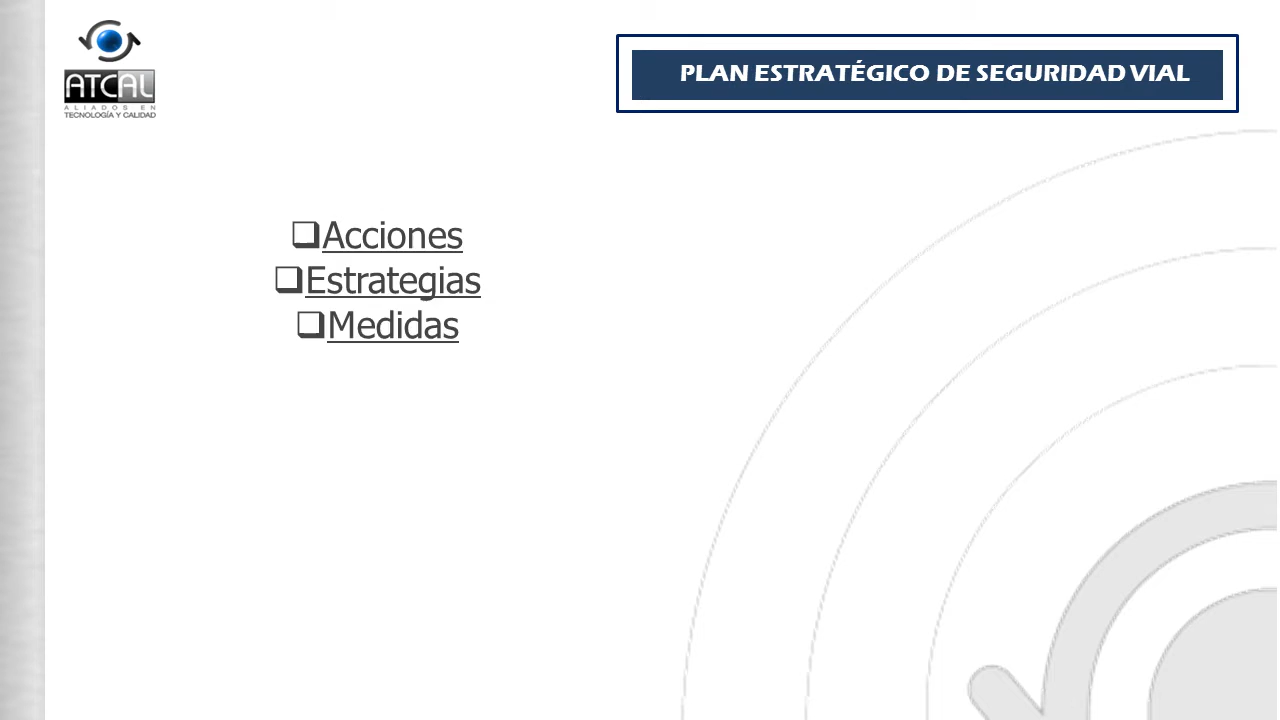 ATCAL
ALIADOS EN
TECNOLOGÍA Y CALIDAD
PLAN ESTRATÉGICO DE SEGURIDAD VIAL
❑Acciones
❑Estrategias
❑Medidas